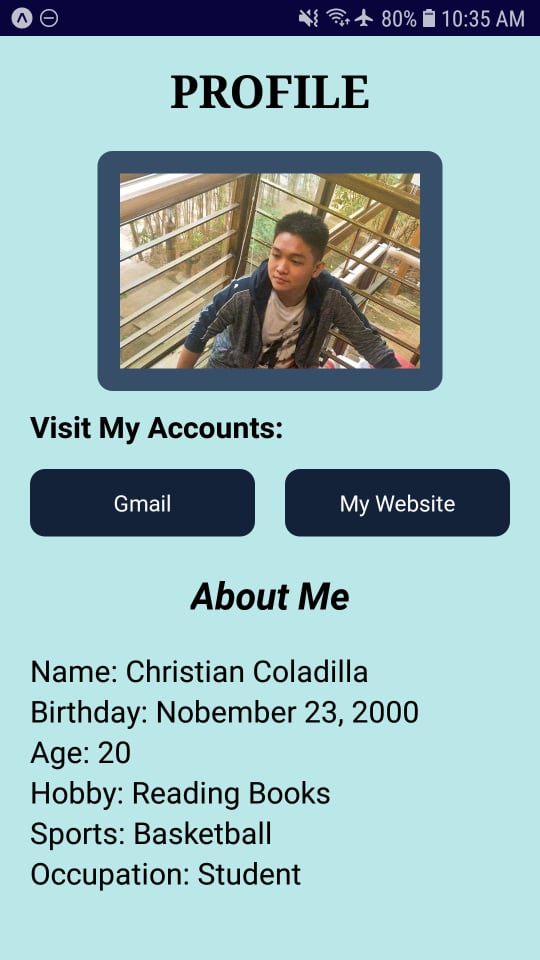 80% 10:35 AM
PROFILE
Visit My Accounts:
Gmail My Website
About Me
Name: Christian Coladilla
Birthday: Nobember 23, 2000
Age: 20
Hobby: Reading Books
Sports: Basketball
Occupation: Student